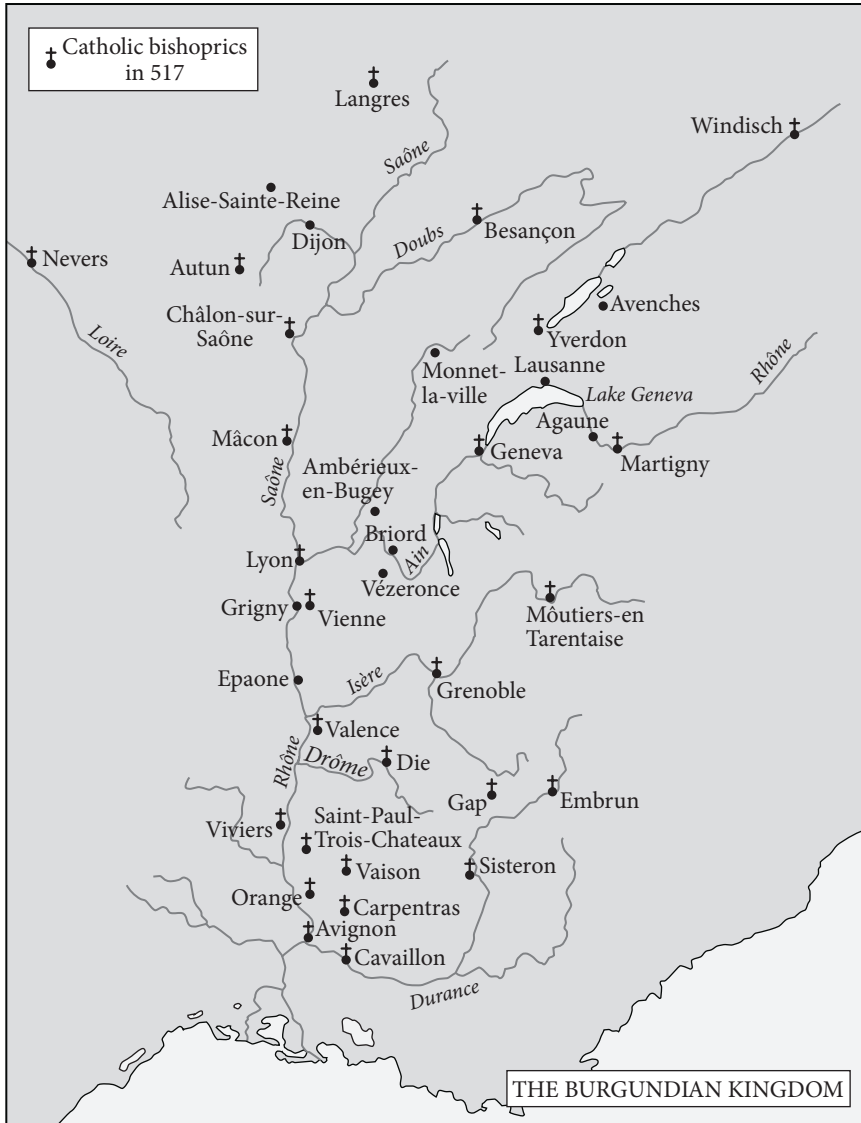 Catholic bishoprics
in 517
Langres
Windisch
Saône
Alise-Sainte-Reine
Dijon
Doubs
Besançon
Nevers
Autun
Avenches
Châlon-sur-
Saône
Yverdon
Loire
Monnet-
la-ville
Lausanne
Rhône
Lake Geneva
Mâcon
Agaune
Geneva
Martigny
Saône
Ambérieux-
en-Bugey
Briord
Ain
Lyon
Vézeronce
Grigny
Vienne
Môutiers-en
Tarentaise
Epaone
Isère
Grenoble
Valence
Rhône
Drôme
Die
Gap
Embrun
Viviers
Saint-Paul-
Trois-Chateaux
Vaison
Sisteron
Orange
Carpentras
Avignon
Cavaillon
Durance
THE BURGUNDIAN KINGDOM